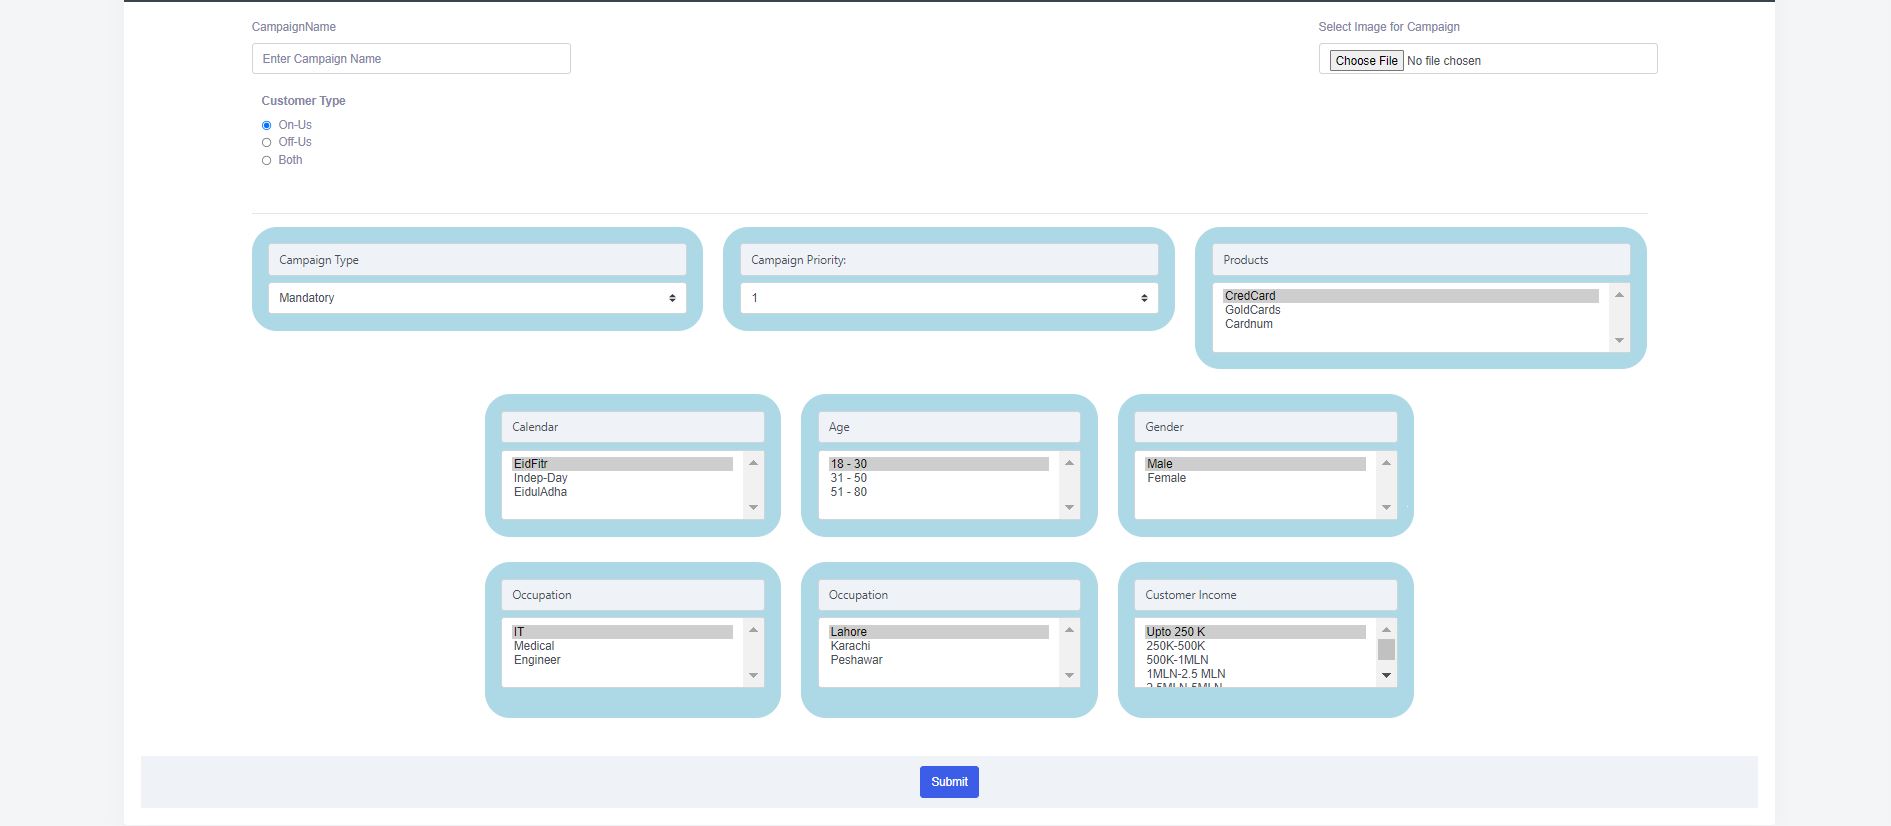 CampaignName
Select Image for Campaign
Enter Campaign Name
Choose File No file chosen
Customer Type
On-Us
Off-Us
Both
Campaign Type
Mandatory
Campaign Priority:
1
Products
CredCard
GoldCards
Cardnum
Calendar
EidFitr
Indep-Day
EidulAdha
Age
18 - 30
31 - 50
51 - 80
Gender
Male
Female
Occupation
IT
Medical
Engineer
Occupation
Lahore
Karachi
Peshawar
Customer Income
Upto 250 K
250K-500K
500K-1MLN
1MLN-2.5 MLN
2.5MLN-5MLN
Submit